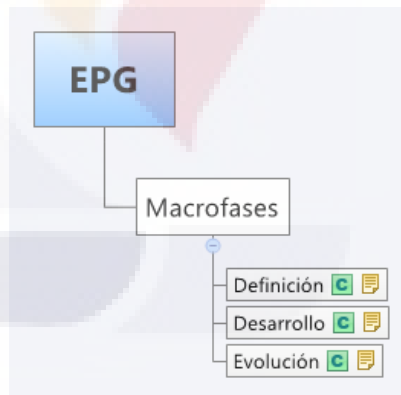 EPG
Macrofases
Definición C
Desarrollo C
Evolución C